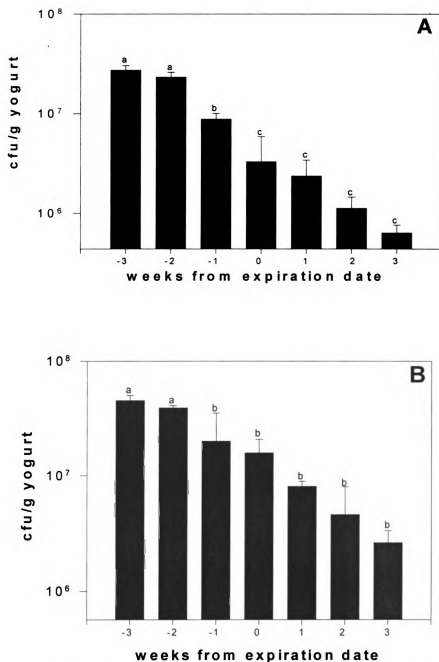 A
cfu/g yogurt
10⁸
10⁷
10⁶
a a b c c c c
-3 -2 -1 0 1 2 3
weeks from expiration date
B
cfu/g yogurt
10⁸
10⁷
10⁶
a a b b b b b
-3 -2 -1 0 1 2 3
weeks from expiration date